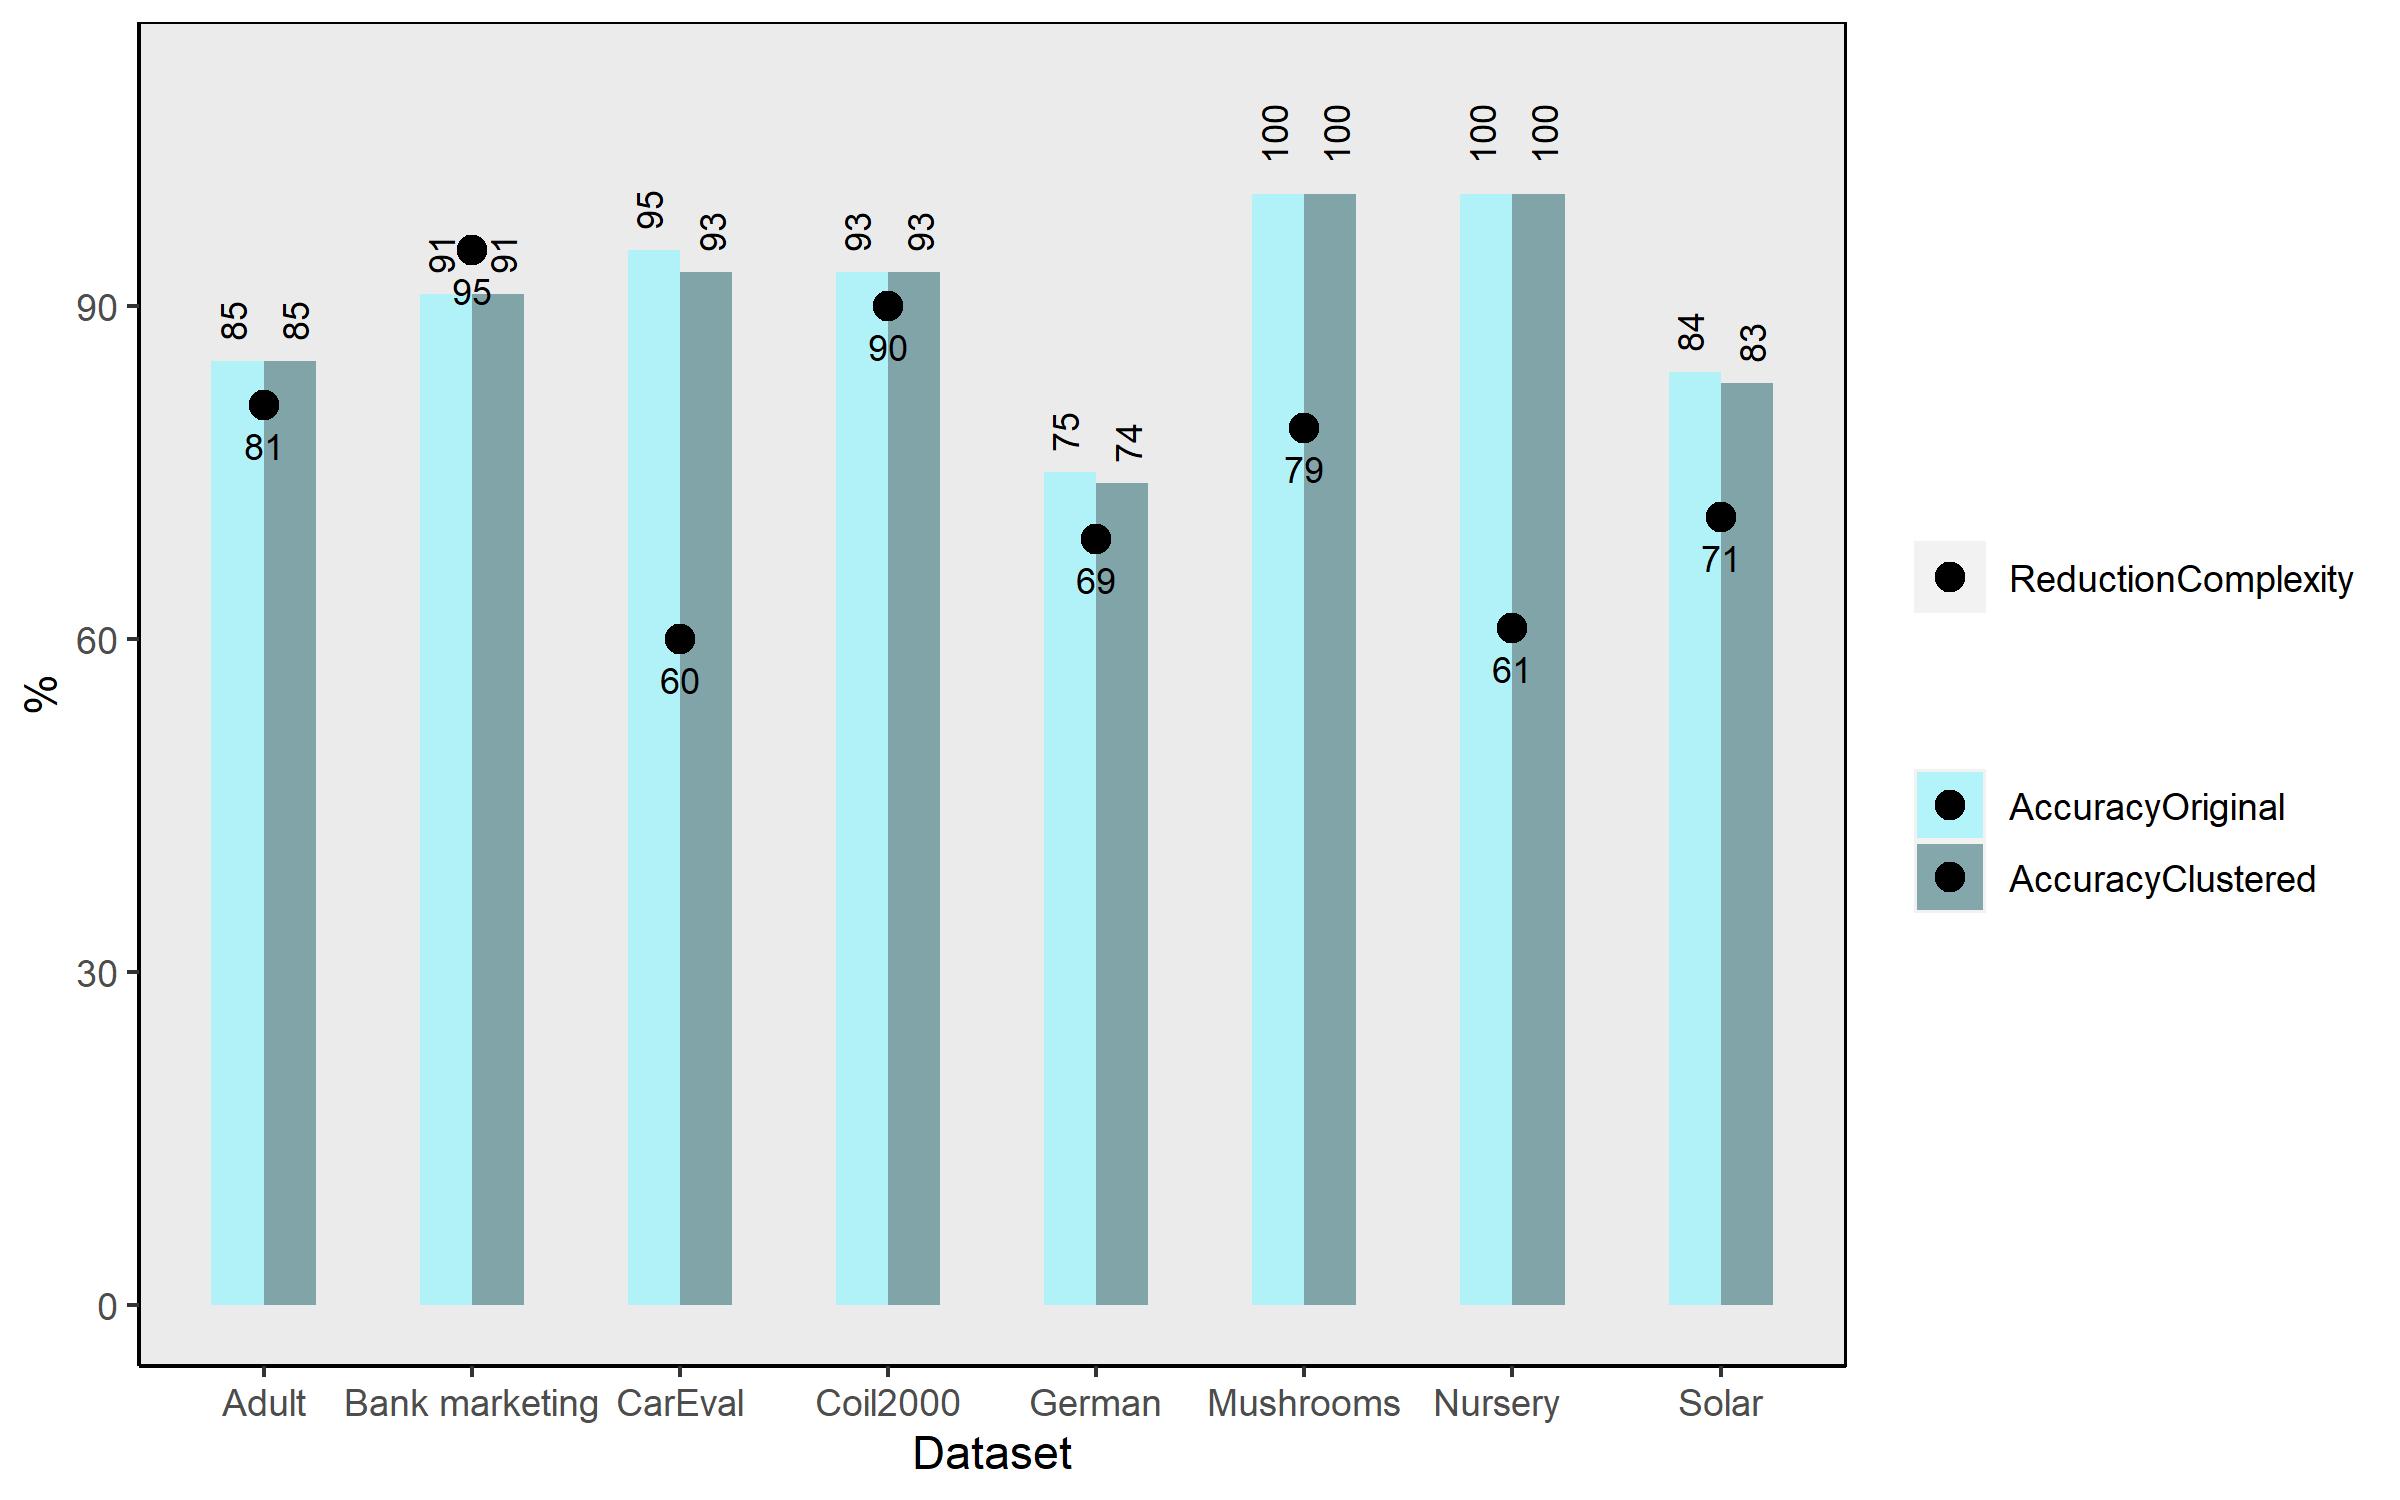 100 100 100 100
95
93 93 93
91 91
95
90
85 85
84 83
90
81
75 74
79
71
69
60
60
61
%
30
0
Adult Bank marketing CarEval Coil2000 German Mushrooms Nursery Solar
Dataset
ReductionComplexity
AccuracyOriginal
AccuracyClustered